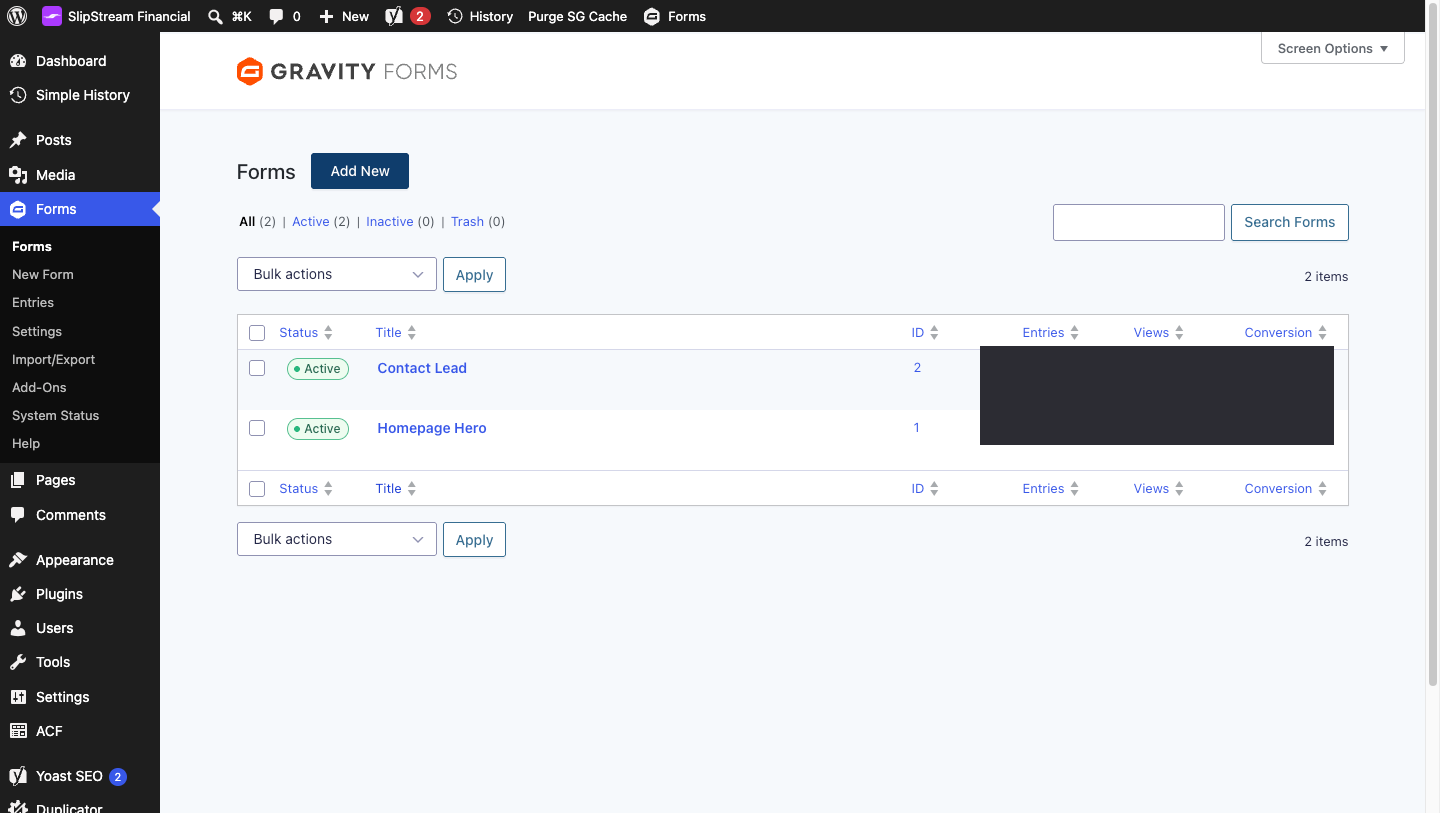 SlipStream Financial ⌘K 0 New 2 History Purge SG Cache Forms
Screen Options
GRAVITY FORMS
Dashboard
Simple History
Posts
Media
Forms
Forms
New Form
Entries
Settings
Import/Export
Add-Ons
System Status
Help
Pages
Comments
Appearance
Plugins
Users
Tools
Settings
ACF
Yoast SEO 2
Duplicator
Forms Add New
All (2) | Active (2) | Inactive (0) | Trash (0)
Search Forms
Bulk actions Apply
2 items
Status Title ID Entries Views Conversion
Active Contact Lead 2
Active Homepage Hero 1
Status Title ID Entries Views Conversion
Bulk actions Apply
2 items